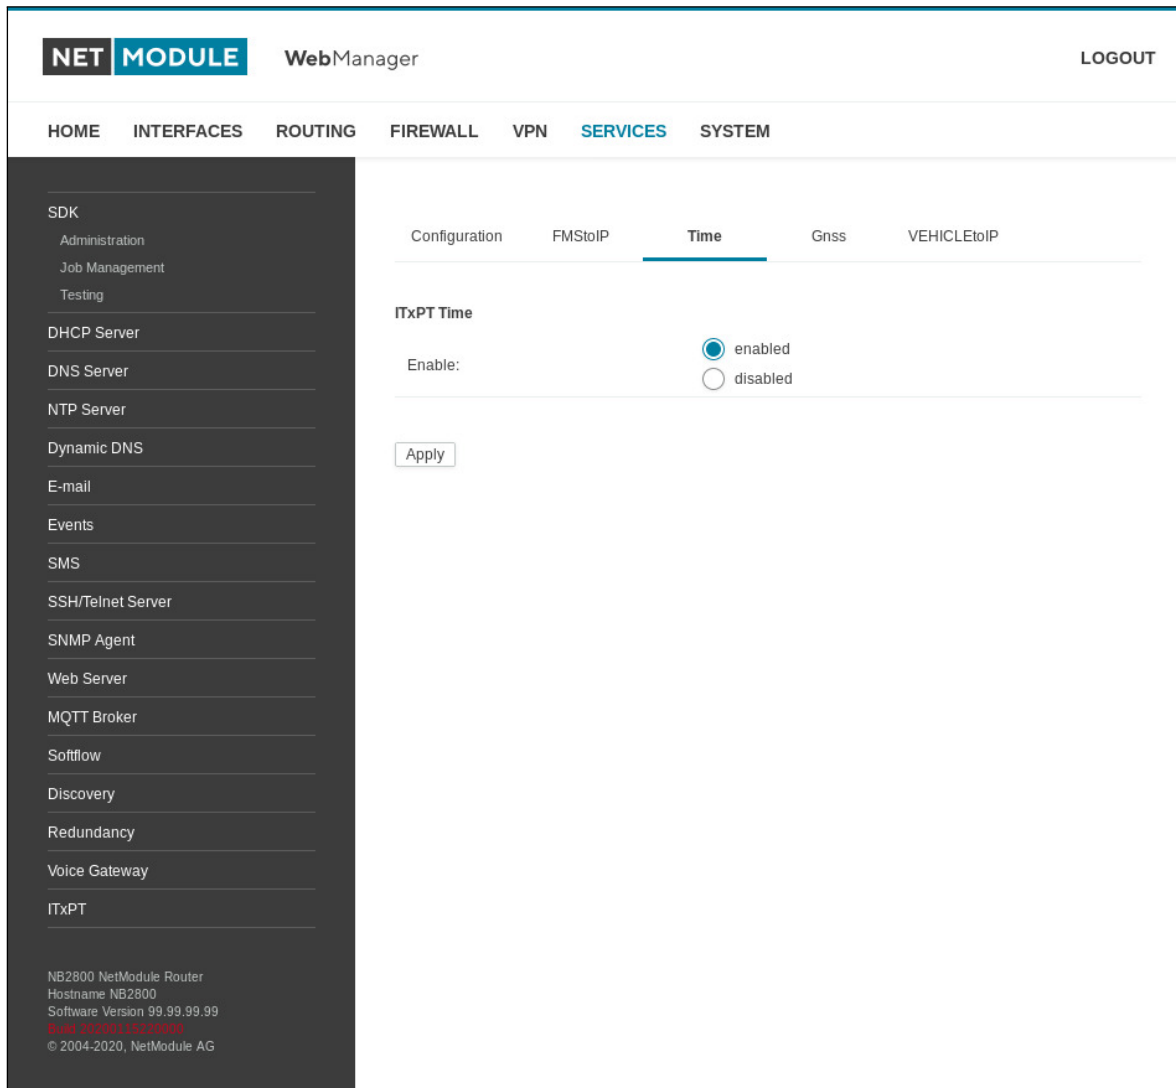 NET MODULE WebManager LOGOUT
HOME INTERFACES ROUTING FIREWALL VPN SERVICES SYSTEM
SDK
Administration
Job Management
Testing
DHCP Server
DNS Server
NTP Server
Dynamic DNS
E-mail
Events
SMS
SSH/Telnet Server
SNMP Agent
Web Server
MQTT Broker
Softflow
Discovery
Redundancy
Voice Gateway
ITxPT
NB2800 NetModule Router
Hostname NB2800
Software Version 99.99.99.99
Build
© 2004-2020, NetModule AG
Configuration FMStoIP Time Gnss VEHICLEtoIP
ITxPT Time
Enable:
enabled
disabled
Apply